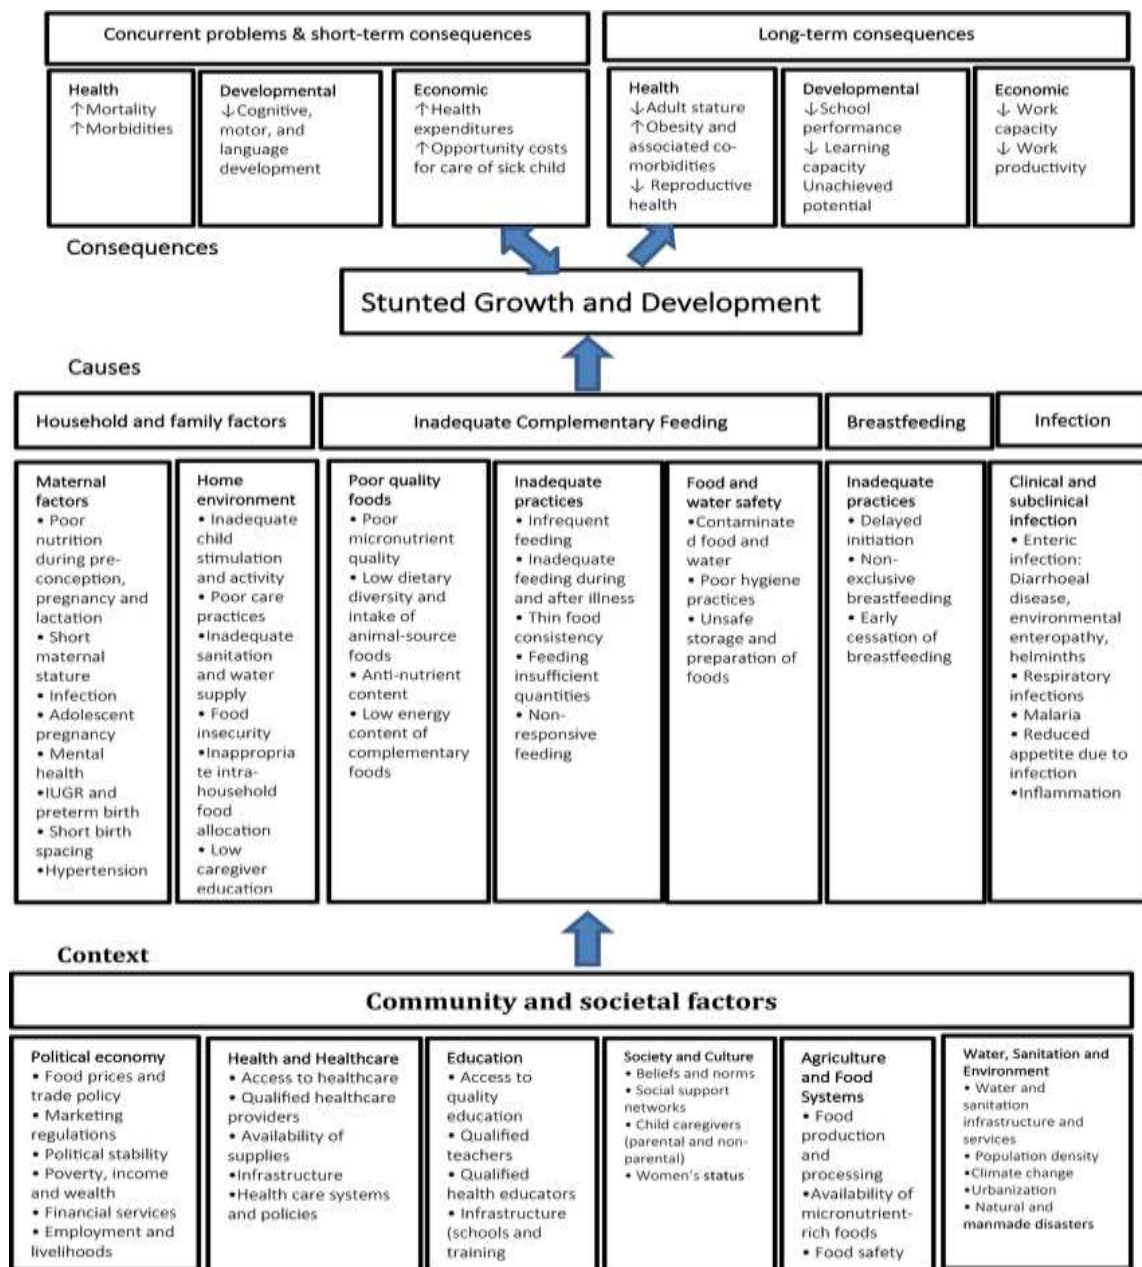 Concurrent problems & short-term consequences
Long-term consequences
Health
↑Mortality
↑Morbidities
Developmental
↓Cognitive,
motor, and
language
development
Economic
↑Health
expenditures
↑Opportunity costs
for care of sick child
Health
↓Adult stature
↑Obesity and
associated co-
morbidities
↓ Reproductive
health
Developmental
↓School
performance
↓ Learning
capacity
Unachieved
potential
Economic
↓ Work
capacity
↓ Work
productivity
Consequences
Stunted Growth and Development
Causes
Household and family factors
Inadequate Complementary Feeding
Breastfeeding
Infection
Maternal
factors
• Poor
nutrition
during pre-
conception,
pregnancy and
lactation
• Short
maternal
stature
• Infection
• Adolescent
pregnancy
• Mental
health
•IUGR and
preterm birth
• Short birth
spacing
•Hypertension
Home
environment
• Inadequate
child
stimulation
and activity
• Poor care
practices
•Inadequate
sanitation
and water
supply
• Food
insecurity
•Inappropria
te intra-
household
food
allocation
• Low
caregiver
education
Poor quality
foods
• Poor
micronutrient
quality
• Low dietary
diversity and
intake of
animal-source
foods
• Anti-nutrient
content
• Low energy
content of
complementary
foods
Inadequate
practices
• Infrequent
feeding
• Inadequate
feeding during
and after illness
• Thin food
consistency
• Feeding
insufficient
quantities
• Non-
responsive
feeding
Food and
water safety
•Contaminate
d food and
water
• Poor hygiene
practices
• Unsafe
storage and
preparation of
foods
Inadequate
practices
• Delayed
initiation
• Non-
exclusive
breastfeeding
• Early
cessation of
breastfeeding
Clinical and
subclinical
infection
• Enteric
infection:
Diarrhoeal
disease,
environmental
enteropathy,
helminths
• Respiratory
infections
• Malaria
• Reduced
appetite due to
infection
•Inflammation
Context
Community and societal factors
Political economy
• Food prices and
trade policy
• Marketing
regulations
• Political stability
• Poverty, income
and wealth
• Financial services
• Employment and
livelihoods
Health and Healthcare
• Access to healthcare
• Qualified healthcare
providers
• Availability of
supplies
•Infrastructure
•Health care systems
and policies
Education
• Access to
quality
education
• Qualified
teachers
• Qualified
health educators
• Infrastructure
(schools and
training
Society and Culture
• Beliefs and norms
• Social support
networks
• Child caregivers
(parental and non-
parental)
• Women's status
Agriculture
and Food
Systems
• Food
production
and
processing
•Availability of
micronutrient-
rich foods
• Food safety
Water, Sanitation and
Environment
• Water and
sanitation
infrastructure and
services
• Population density
•Climate change
•Urbanization
• Natural and
manmade disasters